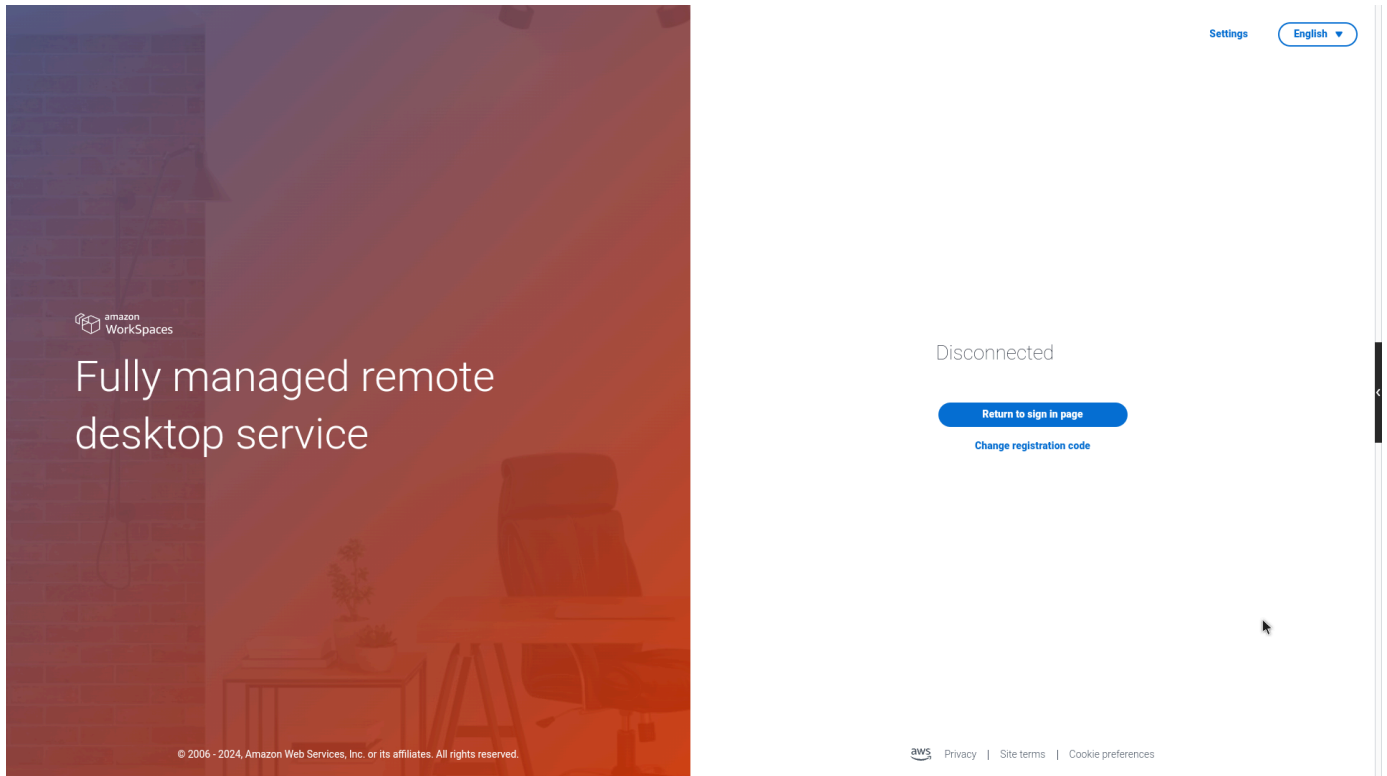 Settings
English
amazon
WorkSpaces
Fully managed remote
desktop service
Disconnected
Return to sign in page
Change registration code
© 2006 - 2024, Amazon Web Services, Inc. or its affiliates. All rights reserved.
aws Privacy | Site terms | Cookie preferences